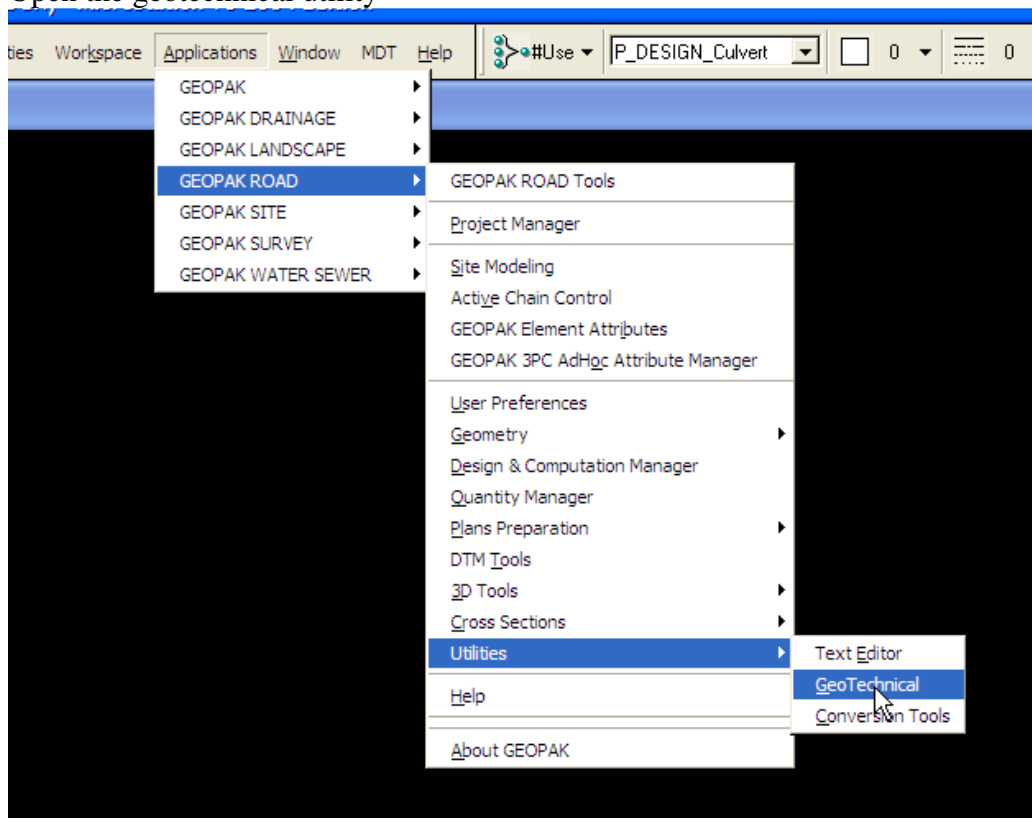 Open the geotechnical utility
ties Workspace Applications Window MDT Help #Use P_DESIGN_Culvert 0 0
GEOPAK
GEOPAK DRAINAGE
GEOPAK LANDSCAPE
GEOPAK ROAD
GEOPAK SITE
GEOPAK SURVEY
GEOPAK WATER SEWER
GEOPAK ROAD Tools
Project Manager
Site Modeling
Active Chain Control
GEOPAK Element Attributes
GEOPAK 3PC AdHoc Attribute Manager
User Preferences
Geometry
Design & Computation Manager
Quantity Manager
Plans Preparation
DTM Tools
3D Tools
Cross Sections
Utilities
Help
About GEOPAK
Text Editor
GeoTechnical
Conversion Tools